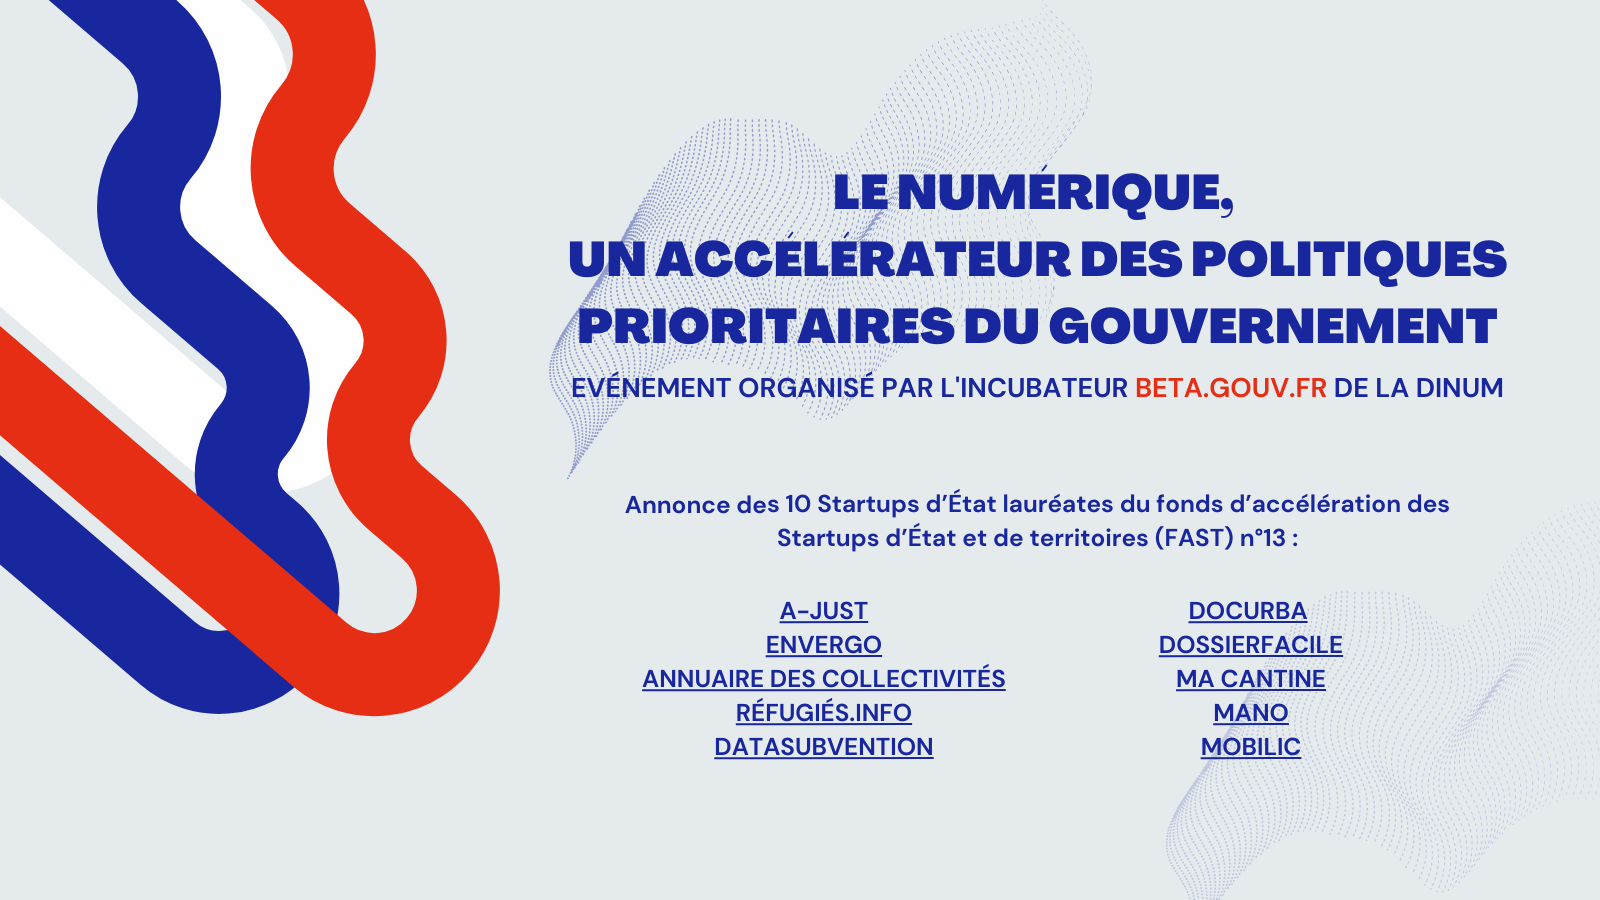 LE NUMÉRIQUE,
UN ACCÉLÉRATEUR DES POLITIQUES
PRIORITAIRES DU GOUVERNEMENT
EVÉNEMENT ORGANISÉ PAR L'INCUBATEUR BETA.GOUV.FR DE LA DINUM
Annonce des 10 Startups d’État lauréates du fonds d’accélération des
Startups d’État et de territoires (FAST) n°13 :
A-JUST
ENVERGO
ANNUAIRE DES COLLECTIVITÉS
RÉFUGIÉS.INFO
DATASUBVENTION
DOCURBA
DOSSIERFACILE
MA CANTINE
MANO
MOBILIC